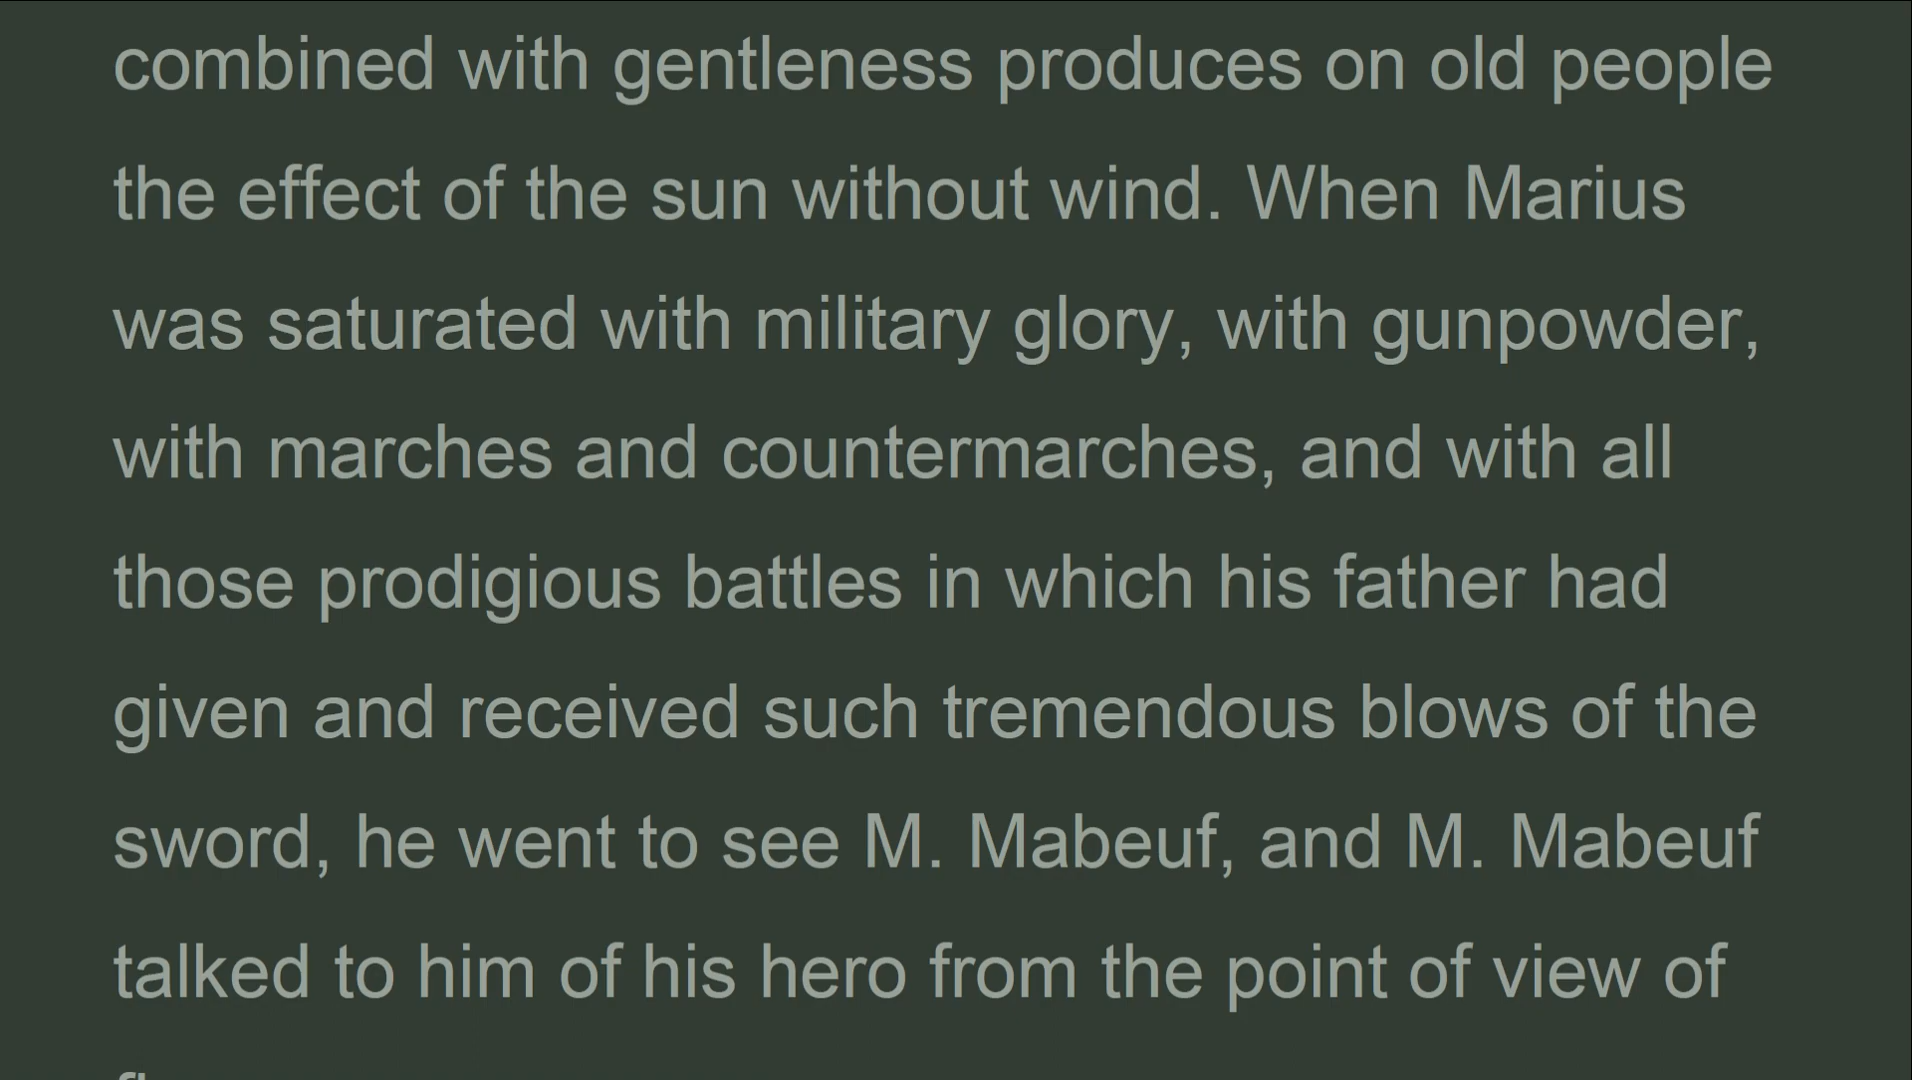 combined with gentleness produces on old people
the effect of the sun without wind. When Marius
was saturated with military glory, with gunpowder,
with marches and countermarches, and with all
those prodigious battles in which his father had
given and received such tremendous blows of the
sword, he went to see M. Mabeuf, and M. Mabeuf
talked to him of his hero from the point of view of